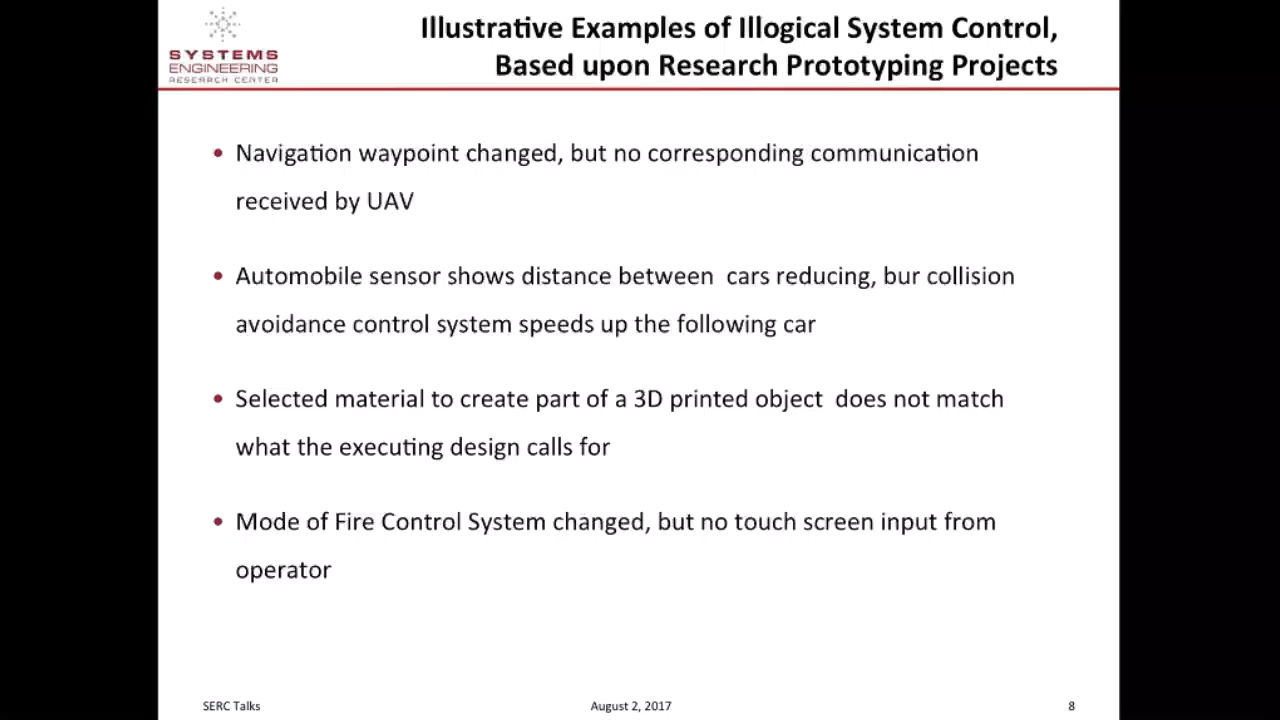 SYSTEMS
ENGINEERING
RESEARCH CENTER
Illustrative Examples of Illogical System Control,
Based upon Research Prototyping Projects
• Navigation waypoint changed, but no corresponding communication
received by UAV
• Automobile sensor shows distance between  cars reducing, bur collision
avoidance control system speeds up the following car
• Selected material to create part of a 3D printed object  does not match
what the executing design calls for
• Mode of Fire Control System changed, but no touch screen input from
operator
SERC Talks
August 2, 2017
8